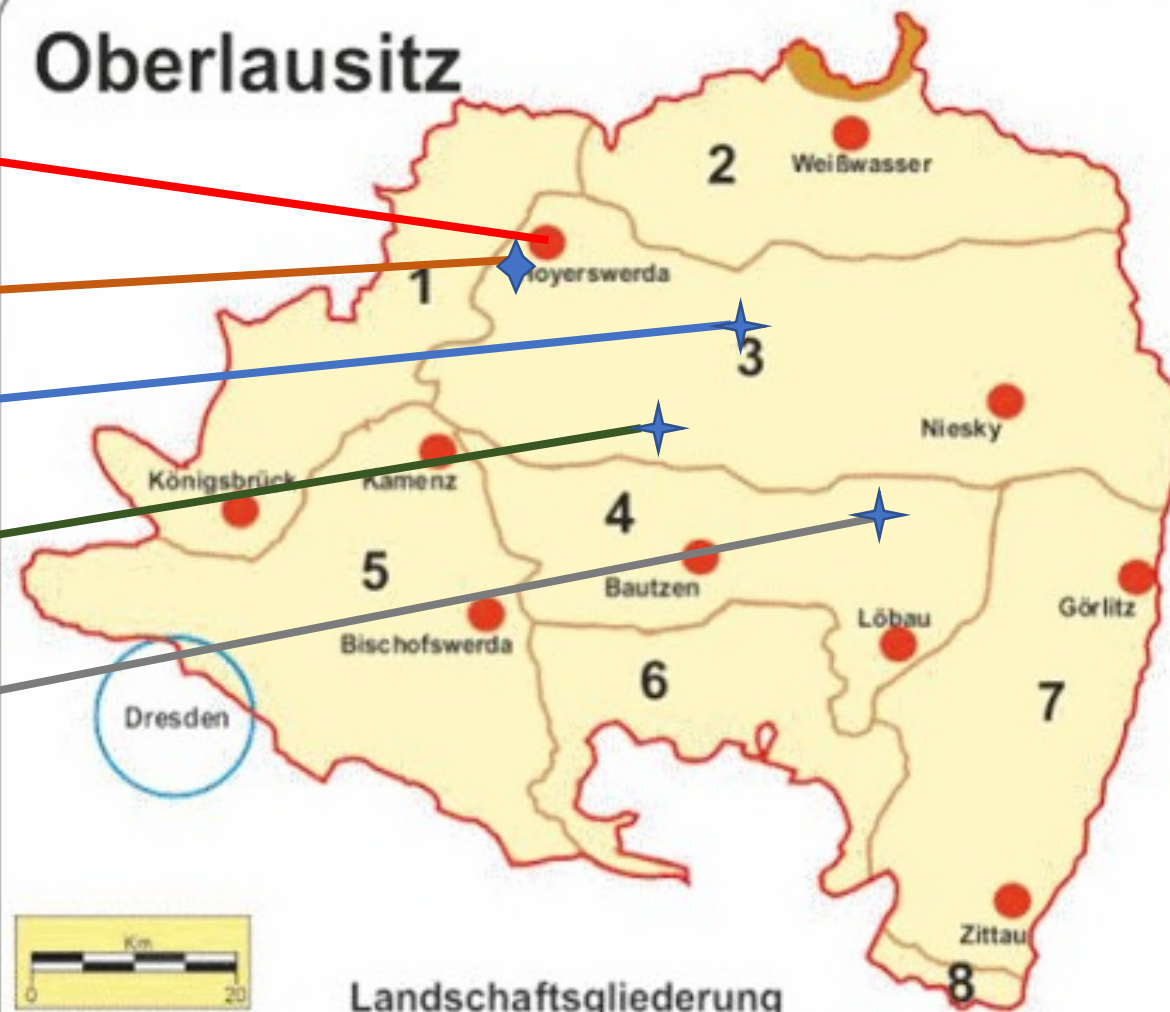 Oberlausitz
2
Weißwasser
oyerswerda
1
3
Niesky
Königsbrück
Kamenz
4
5
Bautzen
Görlitz
Löbau
Bischofswerda
6
7
Dresden
Zittau
Km
0 20
8
Landschaftsgliederung